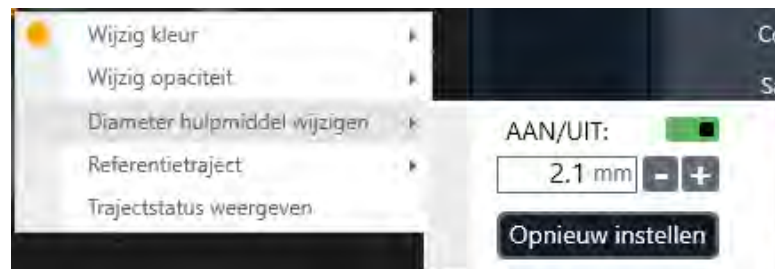 Wijzig kleur
Wijzig opaciteit
Diameter hulpmiddel wijzigen
Referentietraject
Trajectstatus weergeven
AAN/UIT:
2.1 mm - +
Opnieuw instellen